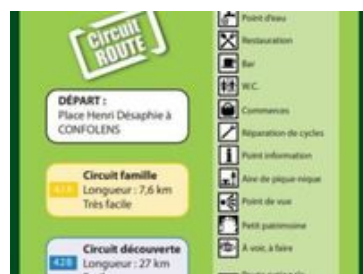 Circuit
ROUTE
DÉPART :
Place Henri Désaphie à
CONFOLENS
Circuit famille
Longueur : 7,6 km
Très facile
Circuit découverte
428
Longueur : 27 km
Point d'eau
Restauration
Bar
W.C.
Commerces
Réparation de cycles
Point information
Aire de pique-nique
Point de vue
Petit patrimoine
À voir, à faire